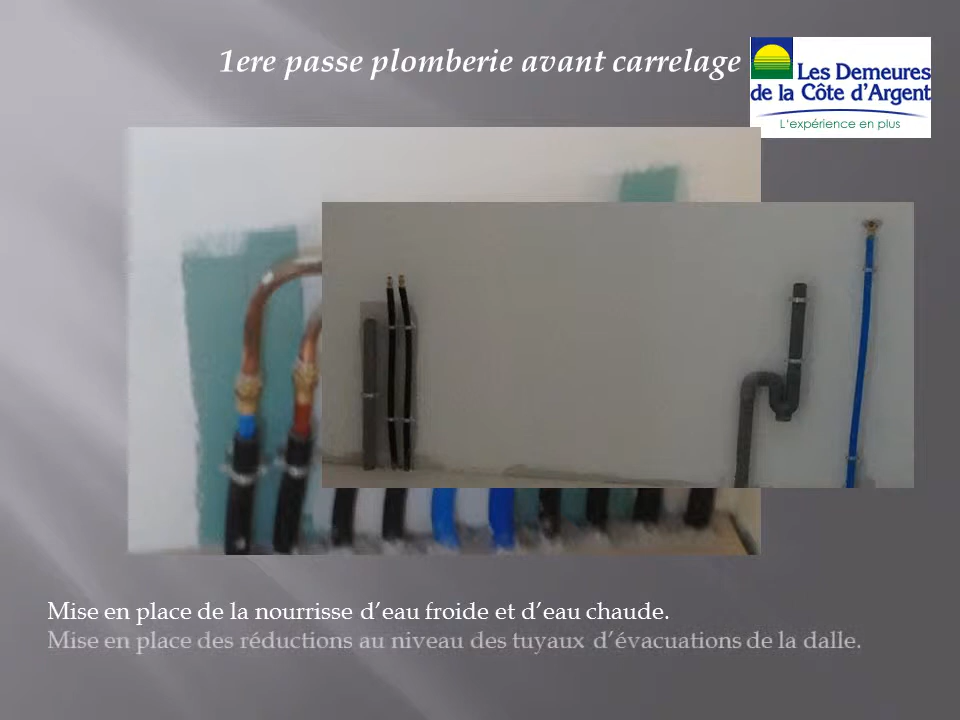 1ere passe plomberie avant carrelage
Les Demeures
de la Côte d'Argent
L'expérience en plus
Mise en place de la nourrisse d’eau froide et d’eau chaude.
Mise en place des réductions au niveau des tuyaux d’évacuations de la dalle.